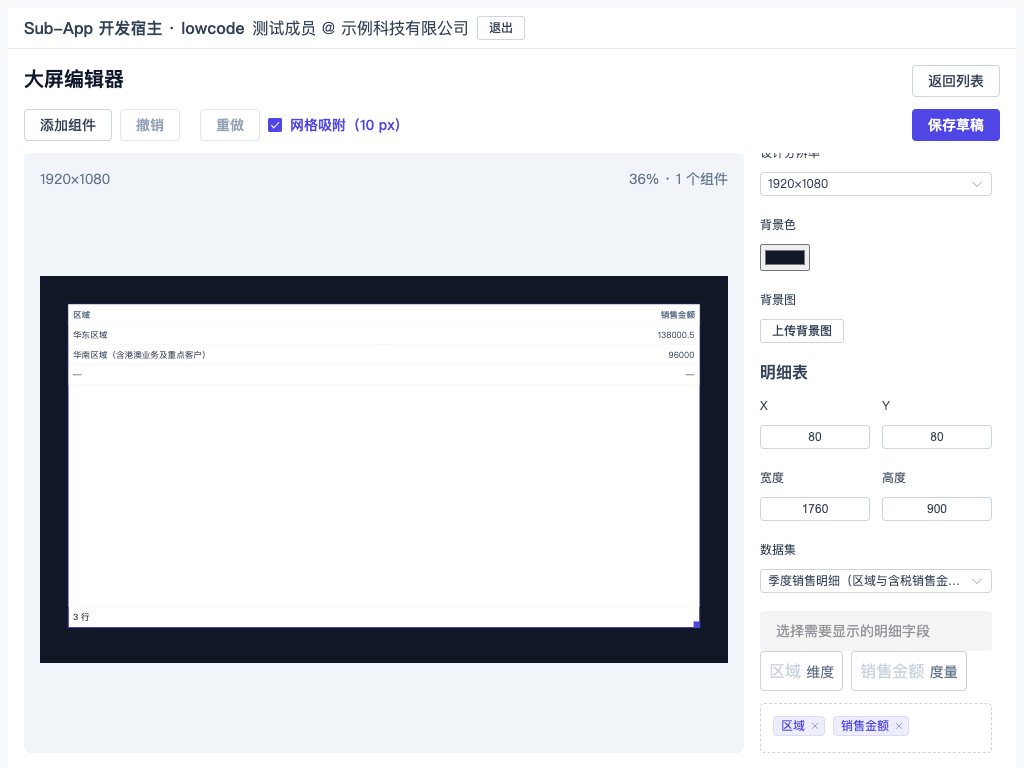 Sub-App 开发宿主 · lowcode 测试成员 @ 示例科技有限公司 退出
大屏编辑器
返回列表
添加组件 撤销 重做 网格吸附（10 px） 保存草稿
1920×1080 36% · 1 个组件
区域 销售金额
华东区域 138000.5
华南区域（含港澳业务及重点客户） 96000
— —
3 行
设计分辨率
1920×1080
背景色
背景图
上传背景图
明细表
X Y
80 80
宽度 高度
1760 900
数据集
季度销售明细（区域与含税销售金...
选择需要显示的明细字段
区域 维度 销售金额 度量
区域 × 销售金额 ×